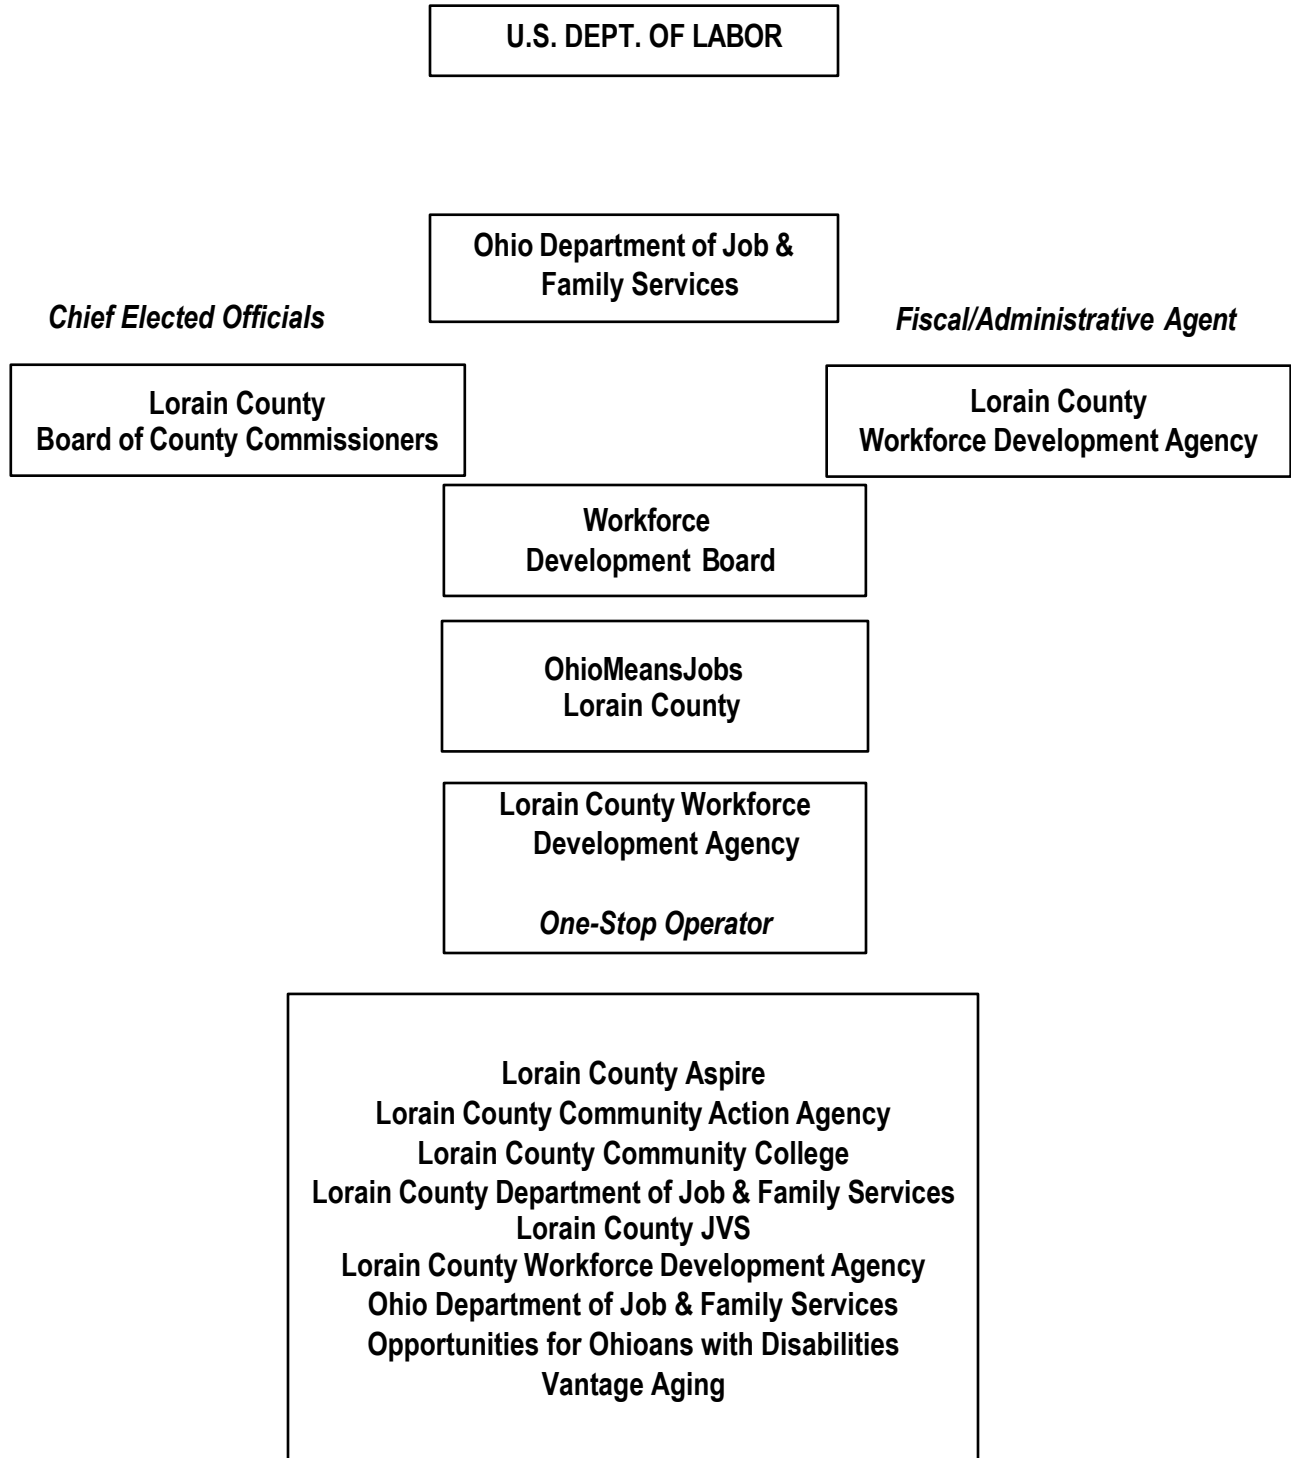 U.S. DEPT. OF LABOR
Ohio Department of Job &
Family Services
Chief Elected Officials
Fiscal/Administrative Agent
Lorain County
Board of County Commissioners
Lorain County
Workforce Development Agency
Workforce
Development Board
OhioMeansJobs
Lorain County
Lorain County Workforce
Development Agency
One-Stop Operator
Lorain County Aspire
Lorain County Community Action Agency
Lorain County Community College
Lorain County Department of Job & Family Services
Lorain County JVS
Lorain County Workforce Development Agency
Ohio Department of Job & Family Services
Opportunities for Ohioans with Disabilities
Vantage Aging